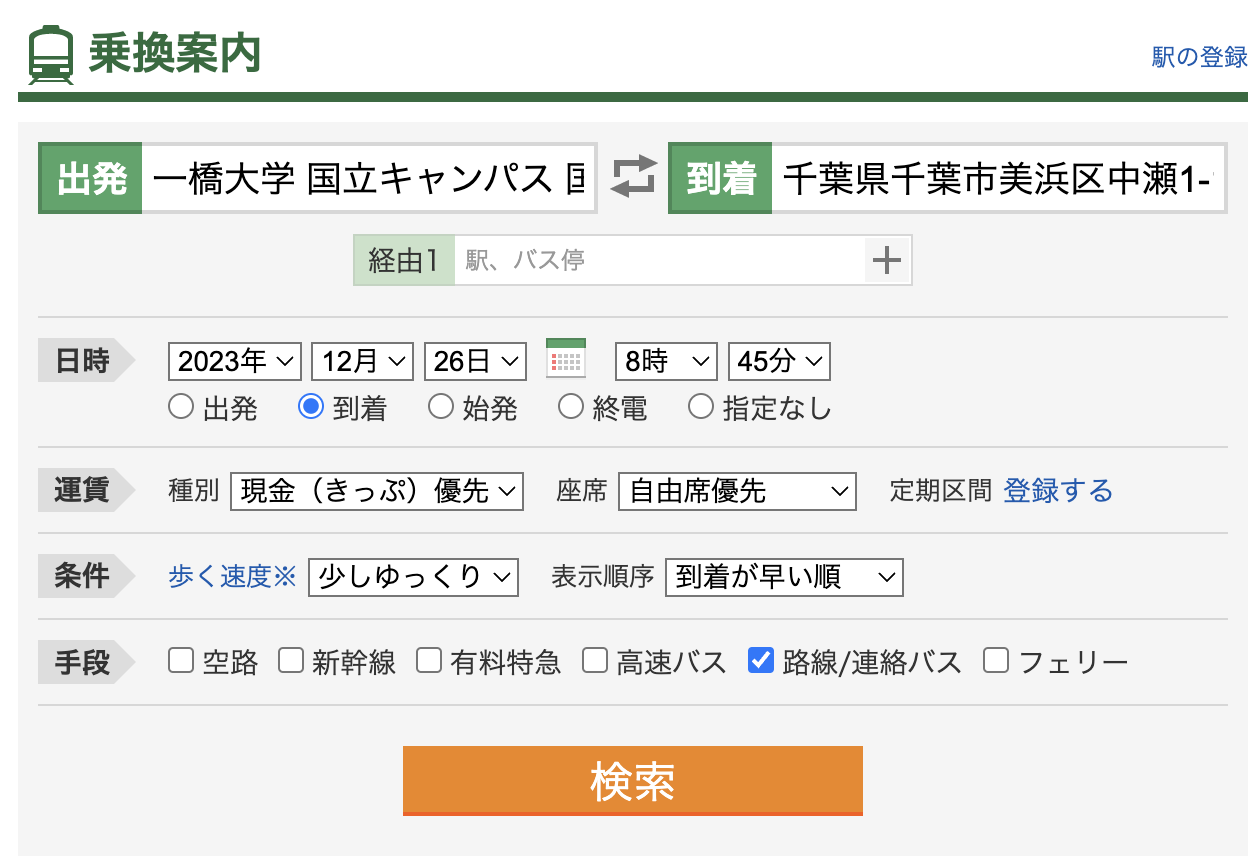 乗換案内
駅の登録
出発 一橋大学 国立キャンパス 到着 千葉県千葉市美浜区中瀬1-
経由1 駅、バス停
日時 2023年 12月 26日 8時 45分
出発 到着 始発 終電 指定なし
運賃 種別 現金（きっぷ）優先 座席 自由席優先 定期区間 登録する
条件 歩く速度※ 少しゆっくり 表示順序 到着が早い順
手段 空路 新幹線 有料特急 高速バス 路線/連絡バス フェリー
検索